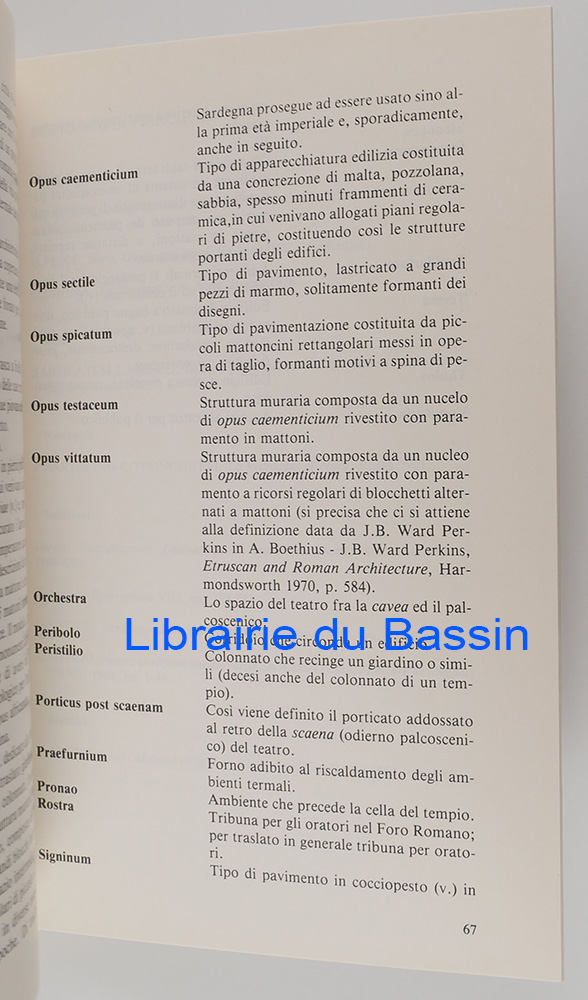 Sardegna prosegue ad essere usato sino al-
la prima età imperiale e, sporadicamente,
anche in seguito.
Opus caementicium Tipo di apparecchiatura edilizia costituita
da una concrezione di malta, pozzolana,
sabbia, spesso minuti frammenti di cera-
mica,in cui venivano allogati piani regola-
ri di pietre, costituendo così le strutture
portanti degli edifici.
Opus sectile Tipo di pavimento, lastricato a grandi
pezzi di marmo, solitamente formanti dei
disegni.
Opus spicatum Tipo di pavimentazione costituita da pic-
coli mattoncini rettangolari messi in ope-
ra di taglio, formanti motivi a spina di pe-
sce.
Opus testaceum Struttura muraria composta da un nucelo
di opus caementicium rivestito con para-
mento in mattoni.
Opus vittatum Struttura muraria composta da un nucleo
di opus caementicium rivestito con para-
mento a ricorsi regolari di blocchetti alter-
nati a mattoni (si precisa che ci si attiene
alla definizione data da J.B. Ward Per-
kins in A. Boethius - J.B. Ward Perkins,
Etruscan and Roman Architecture, Har-
mondsworth 1970, p. 584).
Orchestra Lo spazio del teatro fra la cavea ed il pal-
coscenico.
Peribolo Corridoio che circonda un edificio.
Librairie du Bassin
Peristilio Colonnato che recinge un giardino o simi-
li (decesi anche del colonnato di un tem-
pio).
Porticus post scaenam Così viene definito il porticato addossato
al retro della scaena (odierno palcosceni-
co) del teatro.
Praefurnium Forno adibito al riscaldamento degli am-
bienti termali.
Pronao Ambiente che precede la cella del tempio.
Rostra Tribuna per gli oratori nel Foro Romano;
per traslato in generale tribuna per orato-
ri.
Signinum Tipo di pavimento in cocciopesto (v.) in
67